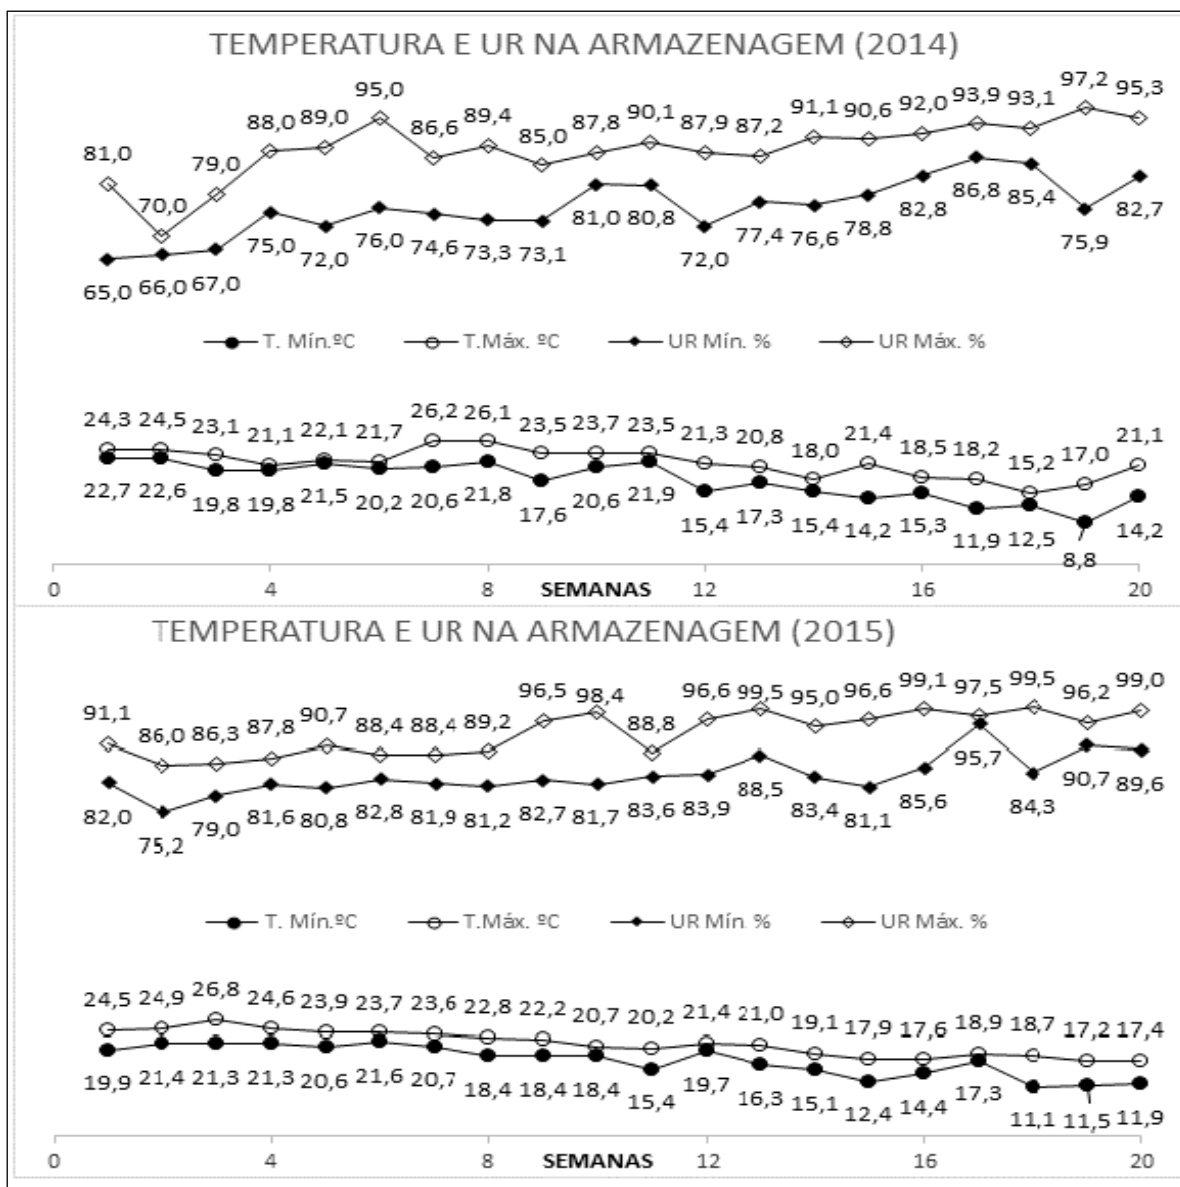 TEMPERATURA E UR NA ARMAZENAGEM (2014)
81,0 70,0 79,0 88,0 89,0 95,0 86,6 89,4 85,0 87,8 90,1 87,9 87,2 91,1 90,6 92,0 93,9 93,1 97,2 95,3
65,0 66,0 67,0 75,0 72,0 76,0 74,6 73,3 73,1 81,0 80,8 72,0 77,4 76,6 78,8 82,8 86,8 85,4 75,9 82,7
T. Mín.ºC T.Máx. ºC UR Mín. % UR Máx. %
24,3 24,5 23,1 21,1 22,1 21,7 26,2 26,1 23,5 23,7 23,5 21,3 20,8 18,0 21,4 18,5 18,2 15,2 17,0 21,1
22,7 22,6 19,8 19,8 21,5 20,2 20,6 21,8 17,6 20,6 21,9 15,4 17,3 15,4 14,2 15,3 11,9 12,5 8,8 14,2
0 4 8 SEMANAS 12 16 20
TEMPERATURA E UR NA ARMAZENAGEM (2015)
91,1 86,0 86,3 87,8 90,7 88,4 88,4 89,2 96,5 98,4 88,8 96,6 99,5 95,0 96,6 99,1 97,5 99,5 96,2 99,0
82,0 75,2 79,0 81,6 80,8 82,8 81,9 81,2 82,7 81,7 83,6 83,9 88,5 83,4 81,1 85,6 95,7 84,3 90,7 89,6
T. Mín.ºC T.Máx. ºC UR Mín. % UR Máx. %
24,5 24,9 26,8 24,6 23,9 23,7 23,6 22,8 22,2 20,7 20,2 21,4 21,0 19,1 17,9 17,6 18,9 18,7 17,2 17,4
19,9 21,4 21,3 21,3 20,6 21,6 20,7 18,4 18,4 18,4 15,4 19,7 16,3 15,1 12,4 14,4 17,3 11,1 11,5 11,9
0 4 8 SEMANAS 12 16 20